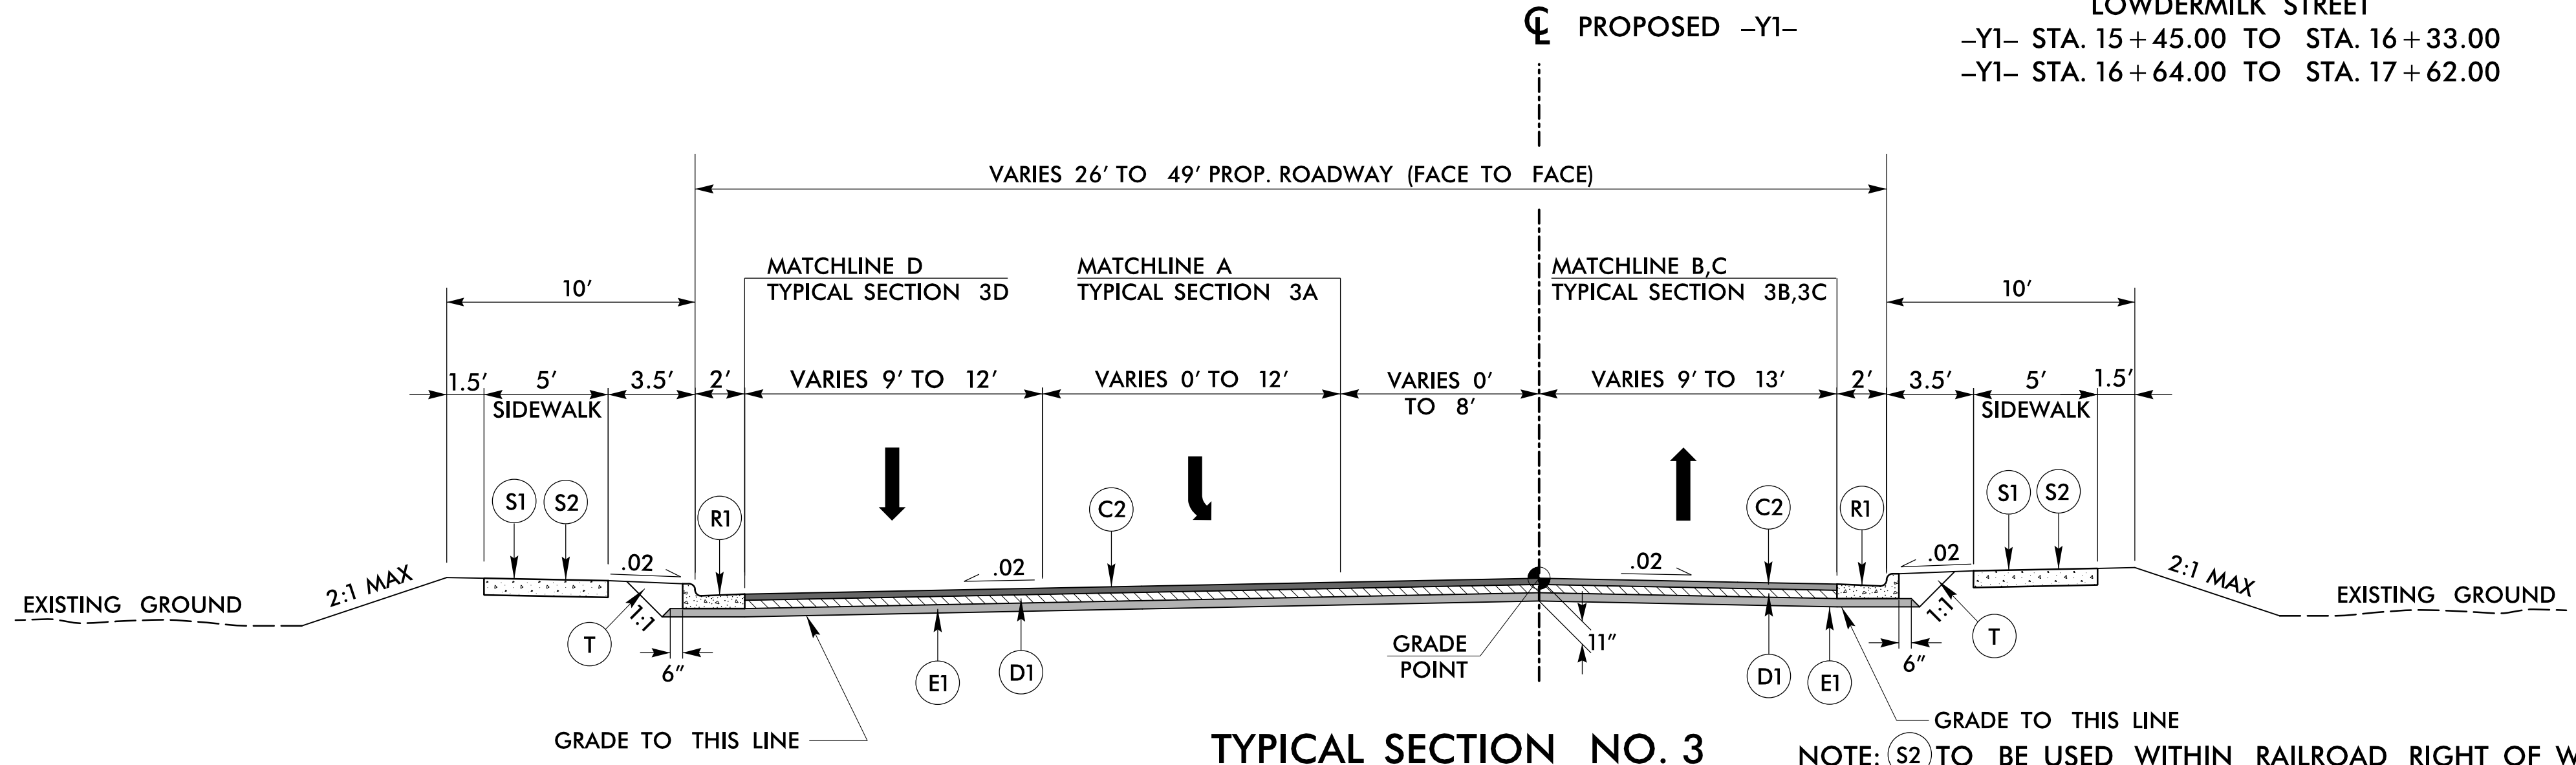 LOWDERMILK STREET
℄ PROPOSED –Y1–
–Y1– STA. 15+45.00 TO STA. 16+33.00
–Y1– STA. 16+64.00 TO STA. 17+62.00
VARIES 26' TO 49' PROP. ROADWAY (FACE TO FACE)
MATCHLINE D
TYPICAL SECTION 3D
MATCHLINE A
TYPICAL SECTION 3A
MATCHLINE B,C
TYPICAL SECTION 3B,3C
10'
10'
1.5'
5'
SIDEWALK
3.5'
2'
VARIES 9' TO 12'
VARIES 0' TO 12'
VARIES 0'
TO 8'
VARIES 9' TO 13'
2'
3.5'
5'
SIDEWALK
1.5'
S1
S2
R1
C2
C2
R1
S1
S2
2:1 MAX
.02
.02
.02
.02
2:1 MAX
EXISTING GROUND
EXISTING GROUND
T
1:1
6"
E1
D1
GRADE
POINT
11"
D1
E1
6"
1:1
T
GRADE TO THIS LINE
GRADE TO THIS LINE
TYPICAL SECTION NO. 3
NOTE: S2 TO BE USED WITHIN RAILROAD RIGHT OF